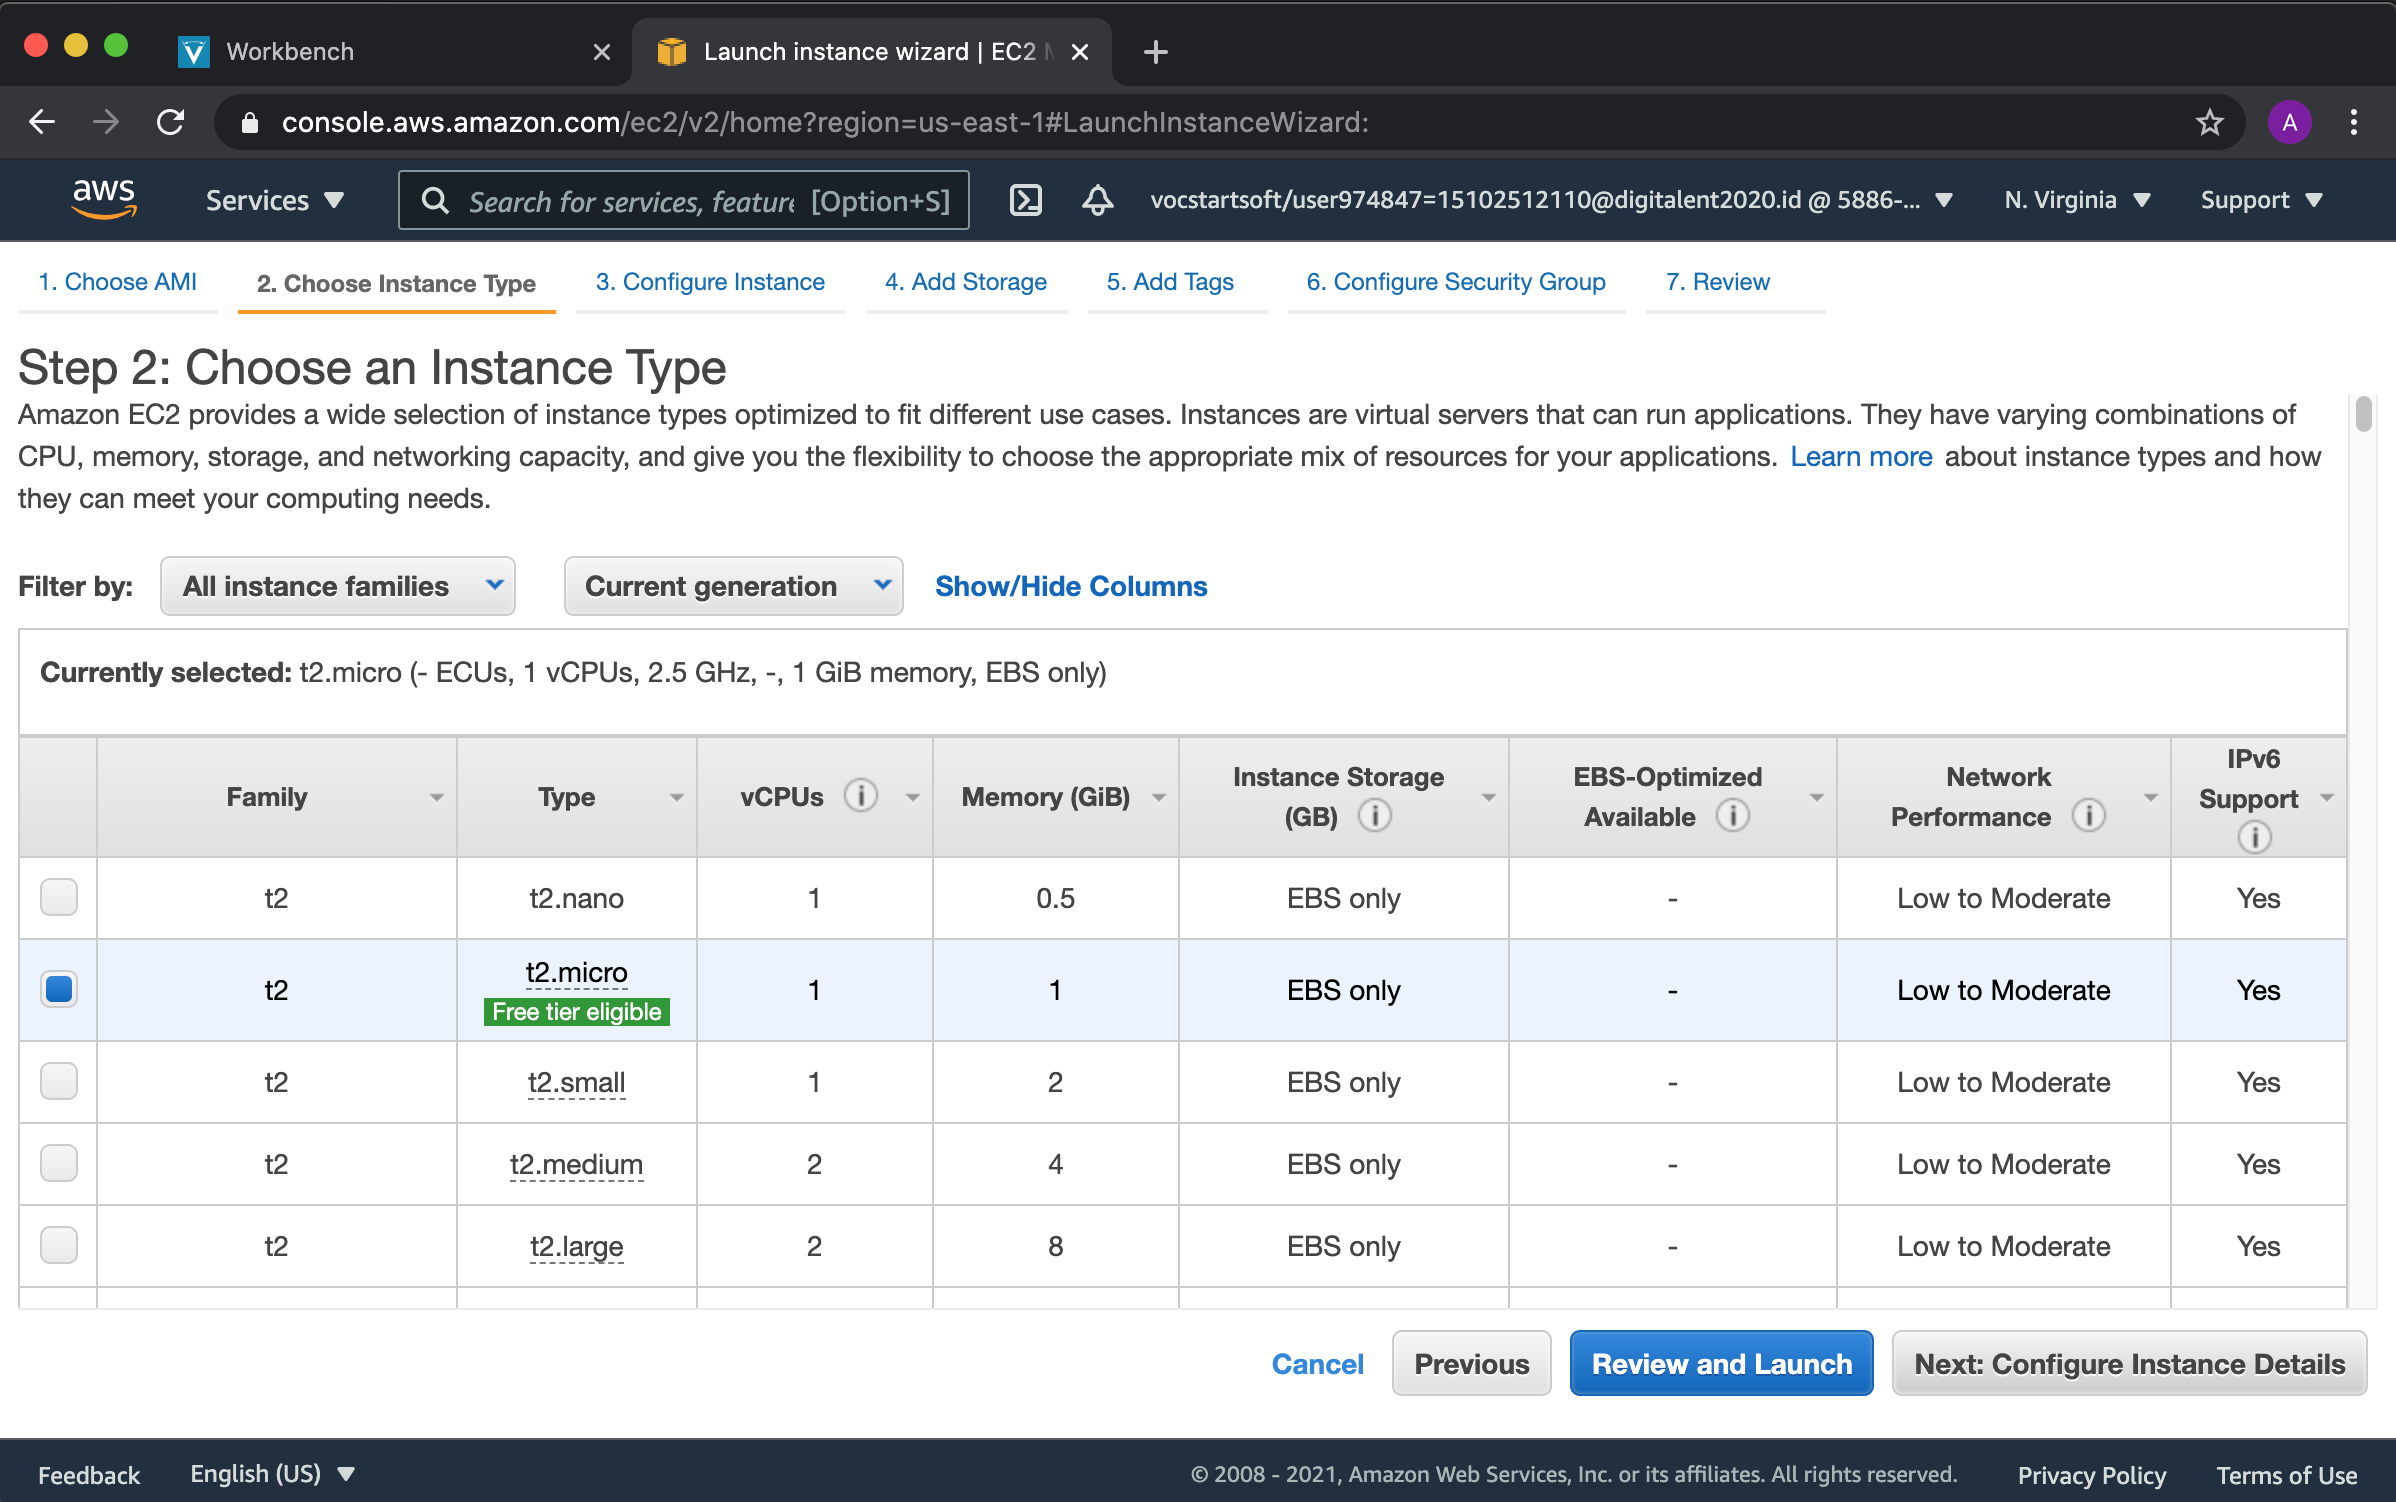 Workbench
Launch instance wizard | EC2
console.aws.amazon.com/ec2/v2/home?region=us-east-1#LaunchInstanceWizard:
A
aws
Services
Search for services, feature [Option+S]
vocstartsoft/user974847=15102512110@digitalent2020.id @ 5886-...
N. Virginia
Support
1. Choose AMI
2. Choose Instance Type
3. Configure Instance
4. Add Storage
5. Add Tags
6. Configure Security Group
7. Review
Step 2: Choose an Instance Type
Amazon EC2 provides a wide selection of instance types optimized to fit different use cases. Instances are virtual servers that can run applications. They have varying combinations of
CPU, memory, storage, and networking capacity, and give you the flexibility to choose the appropriate mix of resources for your applications. Learn more about instance types and how
they can meet your computing needs.
Filter by: All instance families Current generation Show/Hide Columns
Currently selected: t2.micro (- ECUs, 1 vCPUs, 2.5 GHz, -, 1 GiB memory, EBS only)
Family
Type
vCPUs
Memory (GiB)
Instance Storage
(GB)
EBS-Optimized
Available
Network
Performance
IPv6
Support
t2 t2.nano 1 0.5 EBS only - Low to Moderate Yes
t2 t2.micro 1 1 EBS only - Low to Moderate Yes
Free tier eligible
t2 t2.small 1 2 EBS only - Low to Moderate Yes
t2 t2.medium 2 4 EBS only - Low to Moderate Yes
t2 t2.large 2 8 EBS only - Low to Moderate Yes
Cancel
Previous
Review and Launch
Next: Configure Instance Details
Feedback
English (US)
© 2008 - 2021, Amazon Web Services, Inc. or its affiliates. All rights reserved.
Privacy Policy
Terms of Use